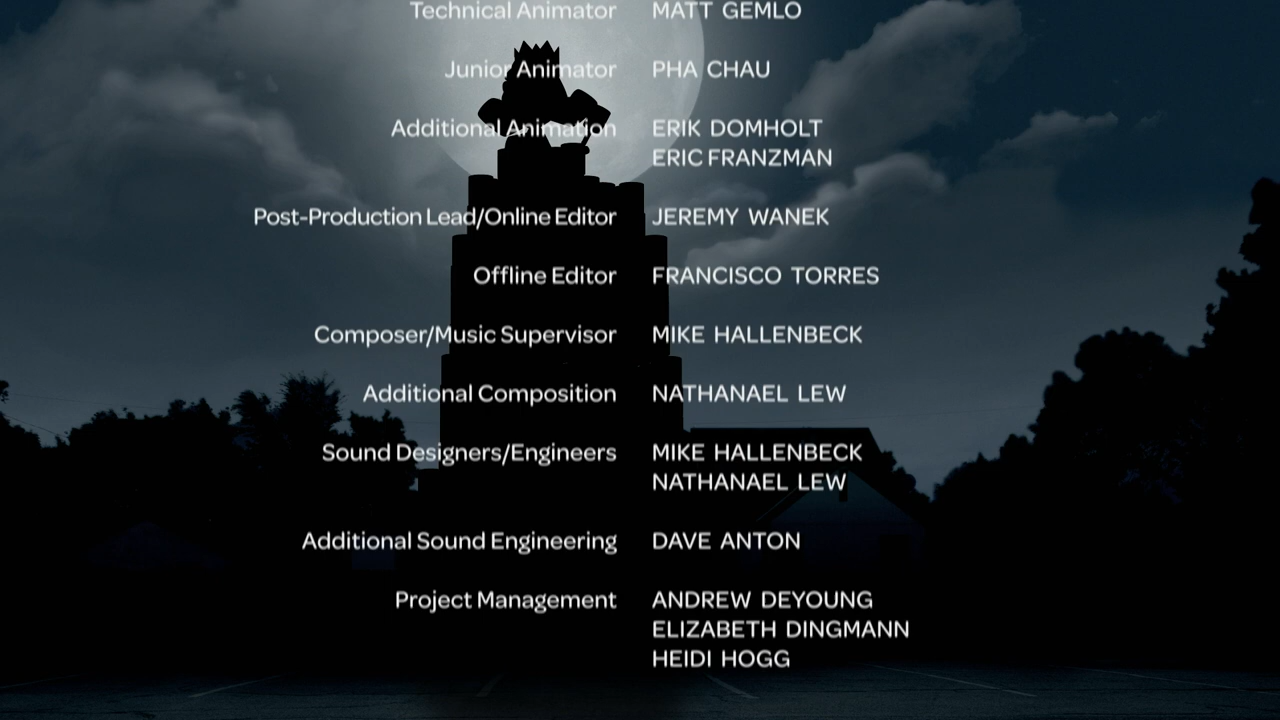 Technical Animator MATT GEMLO
Junior Animator PHA CHAU
Additional Animation ERIK DOMHOLT
ERIC FRANZMAN
Post-Production Lead/Online Editor JEREMY WANEK
Offline Editor FRANCISCO TORRES
Composer/Music Supervisor MIKE HALLENBECK
Additional Composition NATHANAEL LEW
Sound Designers/Engineers MIKE HALLENBECK
NATHANAEL LEW
Additional Sound Engineering DAVE ANTON
Project Management ANDREW DEYOUNG
ELIZABETH DINGMANN
HEIDI HOGG